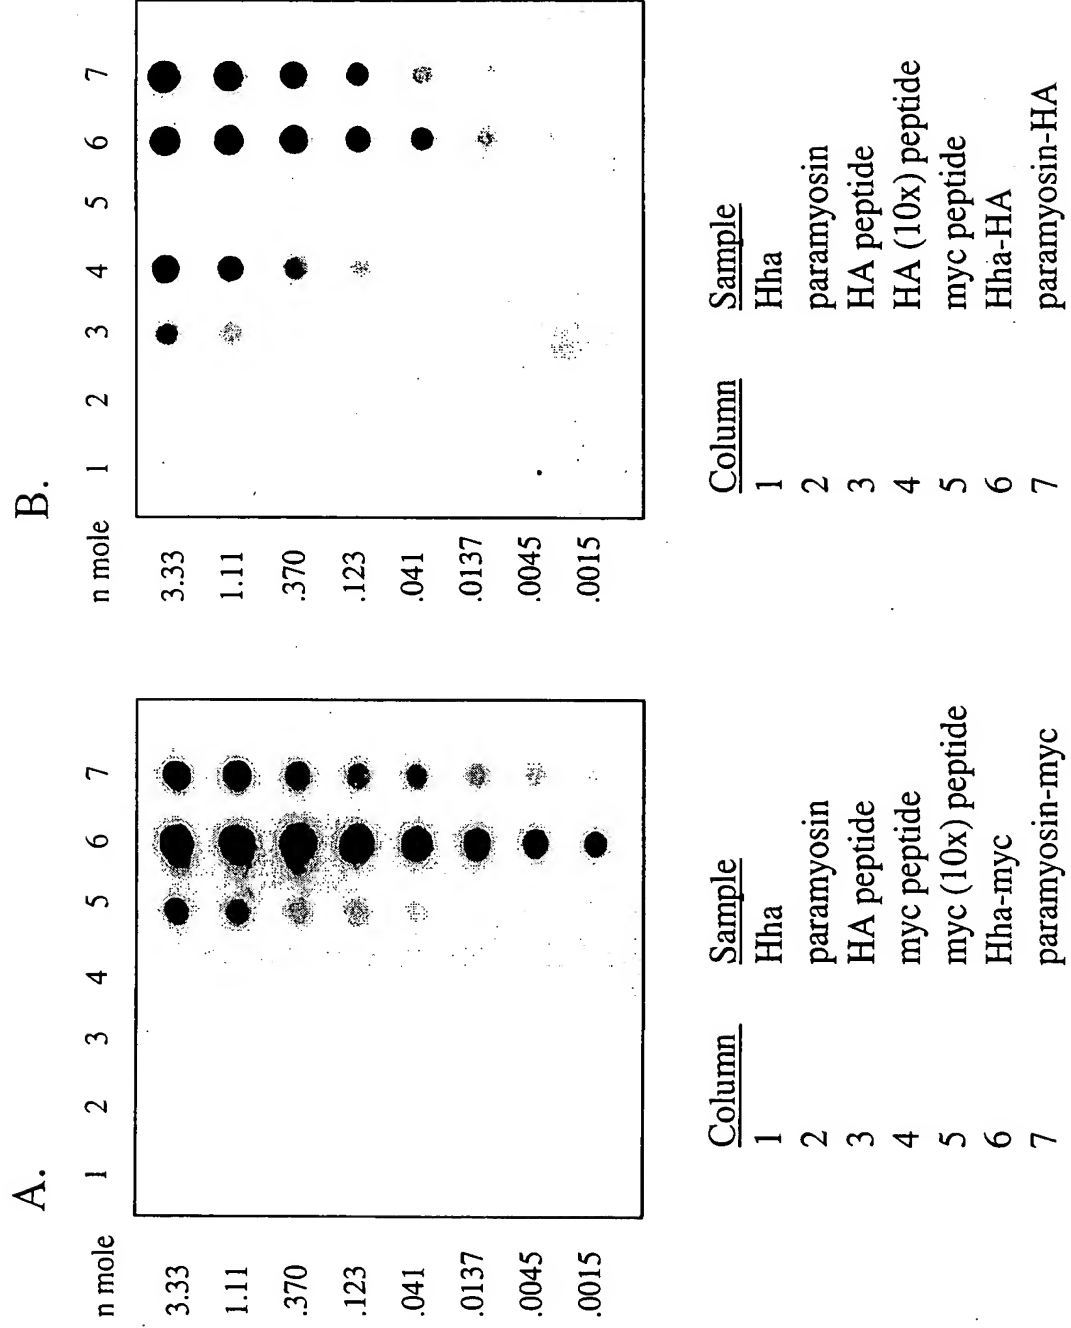 A.
n mole 1 2 3 4 5 6 7
3.33
1.11
.370
.123
.041
.0137
.0045
.0015
Column Sample
1 Hha
2 paramyosin
3 HA peptide
4 myc peptide
5 myc (10x) peptide
6 Hha-myc
7 paramyosin-myc
B.
n mole 1 2 3 4 5 6 7
3.33
1.11
.370
.123
.041
.0137
.0045
.0015
Column Sample
1 Hha
2 paramyosin
3 HA peptide
4 HA (10x) peptide
5 myc peptide
6 Hha-HA
7 paramyosin-HA